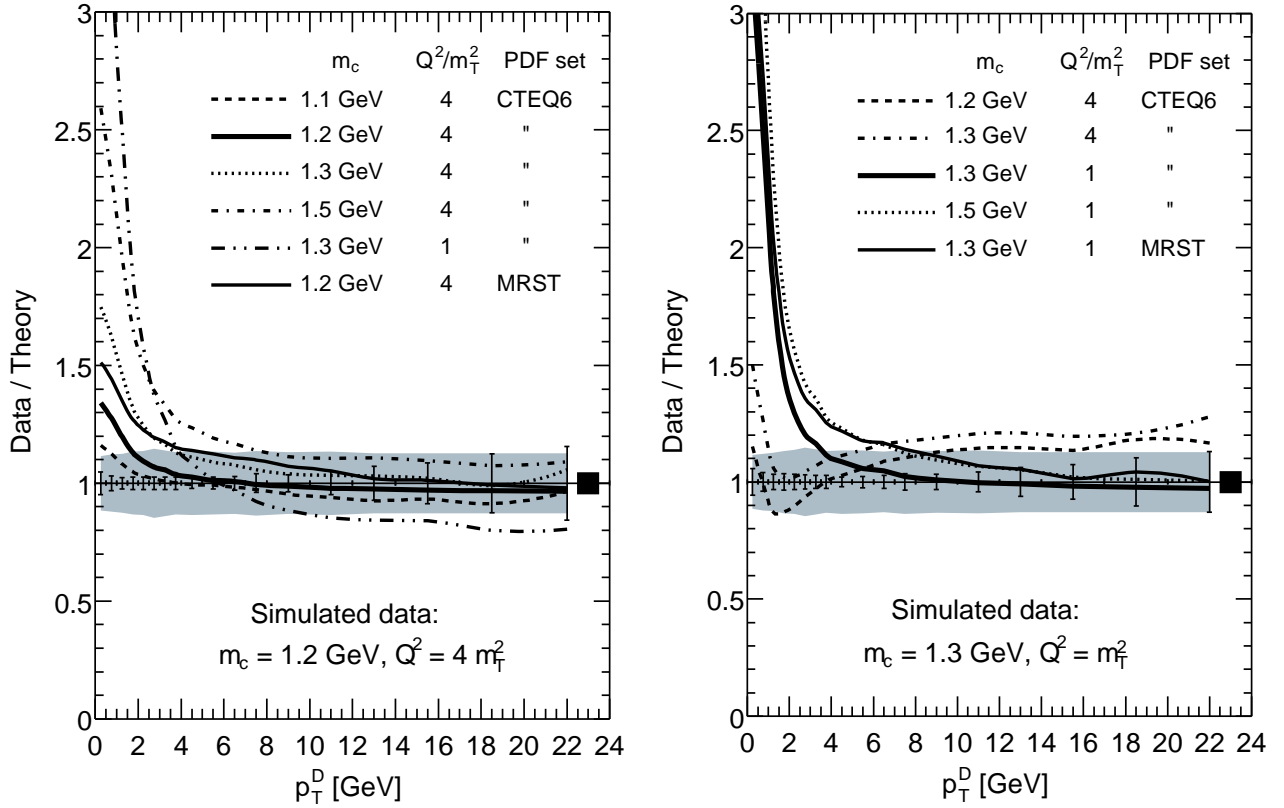 Data / Theory
3
2.5
2
1.5
1
0.5
0
m_c Q²/m_T² PDF set
1.1 GeV 4 CTEQ6
1.2 GeV 4 "
1.3 GeV 4 "
1.5 GeV 4 "
1.3 GeV 1 "
1.2 GeV 4 MRST
Simulated data:
m_c = 1.2 GeV, Q² = 4 m_T²
0 2 4 6 8 10 12 14 16 18 20 22 24
p_T^D [GeV]
Data / Theory
3
2.5
2
1.5
1
0.5
0
m_c Q²/m_T² PDF set
1.2 GeV 4 CTEQ6
1.3 GeV 4 "
1.3 GeV 1 "
1.5 GeV 1 "
1.3 GeV 1 MRST
Simulated data:
m_c = 1.3 GeV, Q² = m_T²
0 2 4 6 8 10 12 14 16 18 20 22 24
p_T^D [GeV]